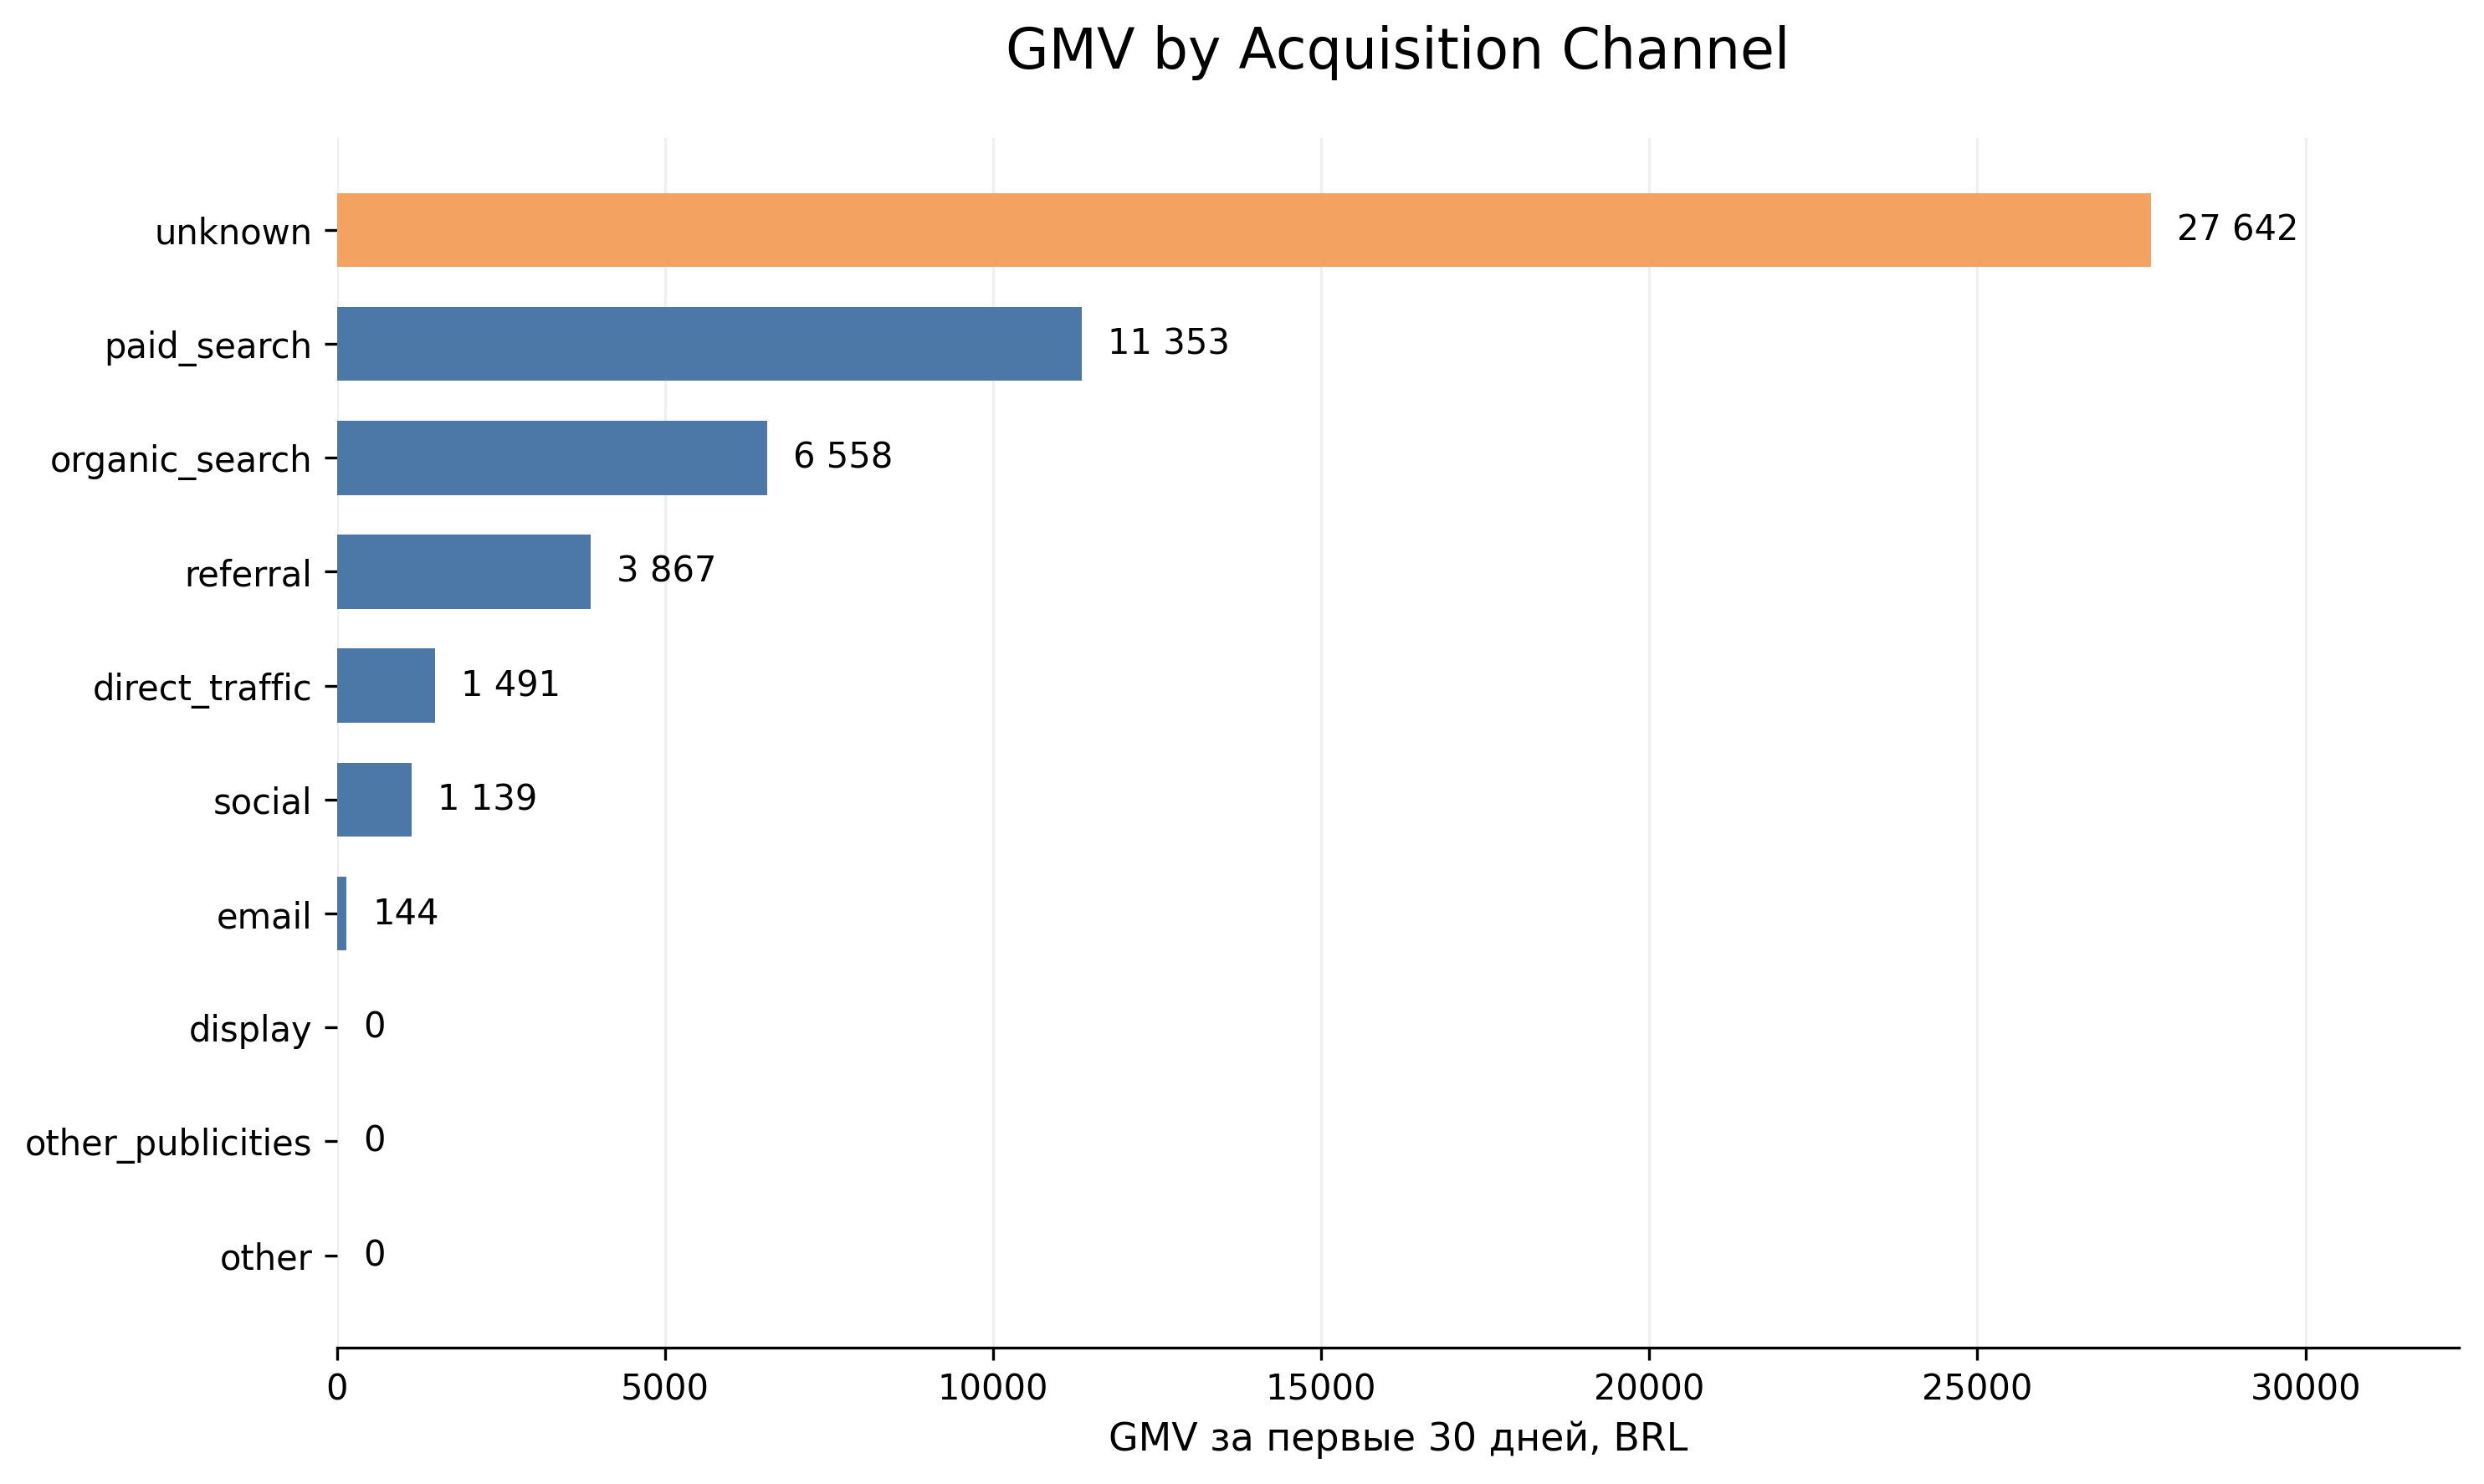 GMV by Acquisition Channel
unknown 27 642
paid_search 11 353
organic_search 6 558
referral 3 867
direct_traffic 1 491
social 1 139
email 144
display 0
other_publicities 0
other 0
0 5000 10000 15000 20000 25000 30000
GMV за первые 30 дней, BRL